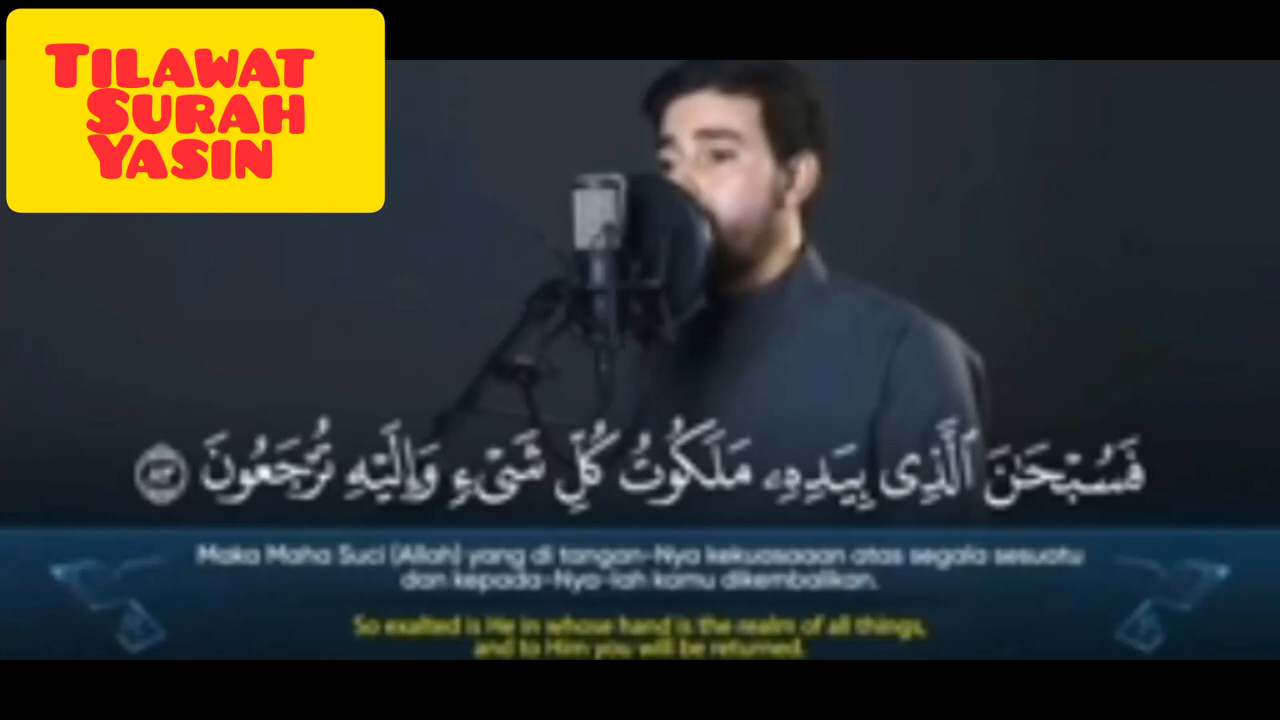 TILAWAT
SURAH
YASIN
فَسُبْحَٰنَ ٱلَّذِى بِيَدِهِۦ مَلَكُوتُ كُلِّ شَىْءٍ وَإِلَيْهِ تُرْجَعُونَ ٨٣
Maka Maha Suci (Allah) yang di tangan-Nya kekuasaaan atas segala sesuatu
dan kepada-Nya-lah kamu dikembalikan.
So exalted is He in whose hand is the realm of all things,
and to Him you will be returned.